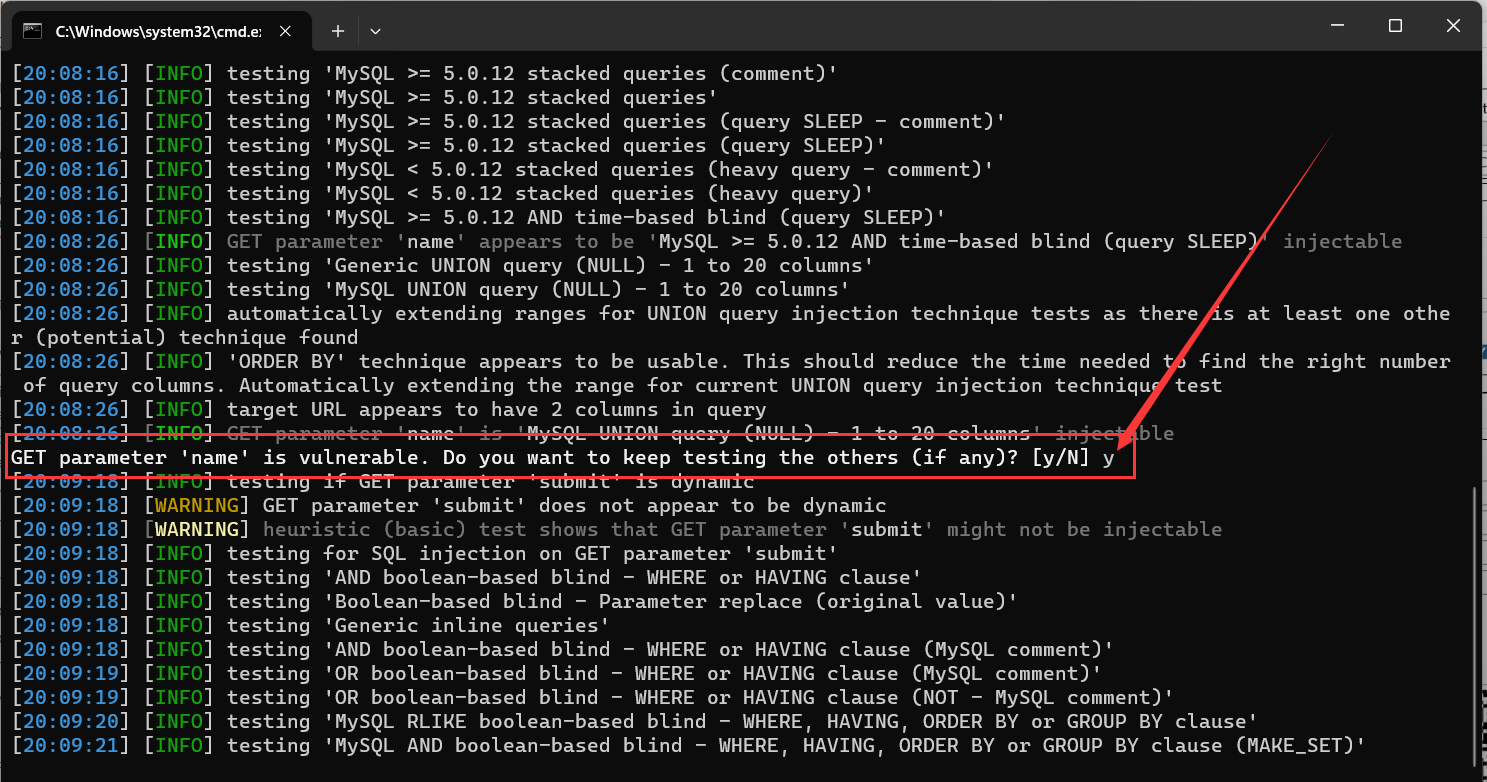 C:\Windows\system32\cmd.e
[20:08:16] [INFO] testing 'MySQL >= 5.0.12 stacked queries (comment)'
[20:08:16] [INFO] testing 'MySQL >= 5.0.12 stacked queries'
[20:08:16] [INFO] testing 'MySQL >= 5.0.12 stacked queries (query SLEEP - comment)'
[20:08:16] [INFO] testing 'MySQL >= 5.0.12 stacked queries (query SLEEP)'
[20:08:16] [INFO] testing 'MySQL < 5.0.12 stacked queries (heavy query - comment)'
[20:08:16] [INFO] testing 'MySQL < 5.0.12 stacked queries (heavy query)'
[20:08:16] [INFO] testing 'MySQL >= 5.0.12 AND time-based blind (query SLEEP)'
[20:08:26] [INFO] GET parameter 'name' appears to be 'MySQL >= 5.0.12 AND time-based blind (query SLEEP)' injectable
[20:08:26] [INFO] testing 'Generic UNION query (NULL) - 1 to 20 columns'
[20:08:26] [INFO] testing 'MySQL UNION query (NULL) - 1 to 20 columns'
[20:08:26] [INFO] automatically extending ranges for UNION query injection technique tests as there is at least one othe
r (potential) technique found
[20:08:26] [INFO] 'ORDER BY' technique appears to be usable. This should reduce the time needed to find the right number
of query columns. Automatically extending the range for current UNION query injection technique test
[20:08:26] [INFO] target URL appears to have 2 columns in query
[20:08:26] [INFO] GET parameter 'name' is 'MySQL UNION query (NULL) - 1 to 20 columns' injectable
GET parameter 'name' is vulnerable. Do you want to keep testing the others (if any)? [y/N] y
[20:09:18] [INFO] testing if GET parameter 'submit' is dynamic
[20:09:18] [WARNING] GET parameter 'submit' does not appear to be dynamic
[20:09:18] [WARNING] heuristic (basic) test shows that GET parameter 'submit' might not be injectable
[20:09:18] [INFO] testing for SQL injection on GET parameter 'submit'
[20:09:18] [INFO] testing 'AND boolean-based blind - WHERE or HAVING clause'
[20:09:18] [INFO] testing 'Boolean-based blind - Parameter replace (original value)'
[20:09:18] [INFO] testing 'Generic inline queries'
[20:09:18] [INFO] testing 'AND boolean-based blind - WHERE or HAVING clause (MySQL comment)'
[20:09:19] [INFO] testing 'OR boolean-based blind - WHERE or HAVING clause (MySQL comment)'
[20:09:19] [INFO] testing 'OR boolean-based blind - WHERE or HAVING clause (NOT - MySQL comment)'
[20:09:20] [INFO] testing 'MySQL RLIKE boolean-based blind - WHERE, HAVING, ORDER BY or GROUP BY clause'
[20:09:21] [INFO] testing 'MySQL AND boolean-based blind - WHERE, HAVING, ORDER BY or GROUP BY clause (MAKE_SET)'